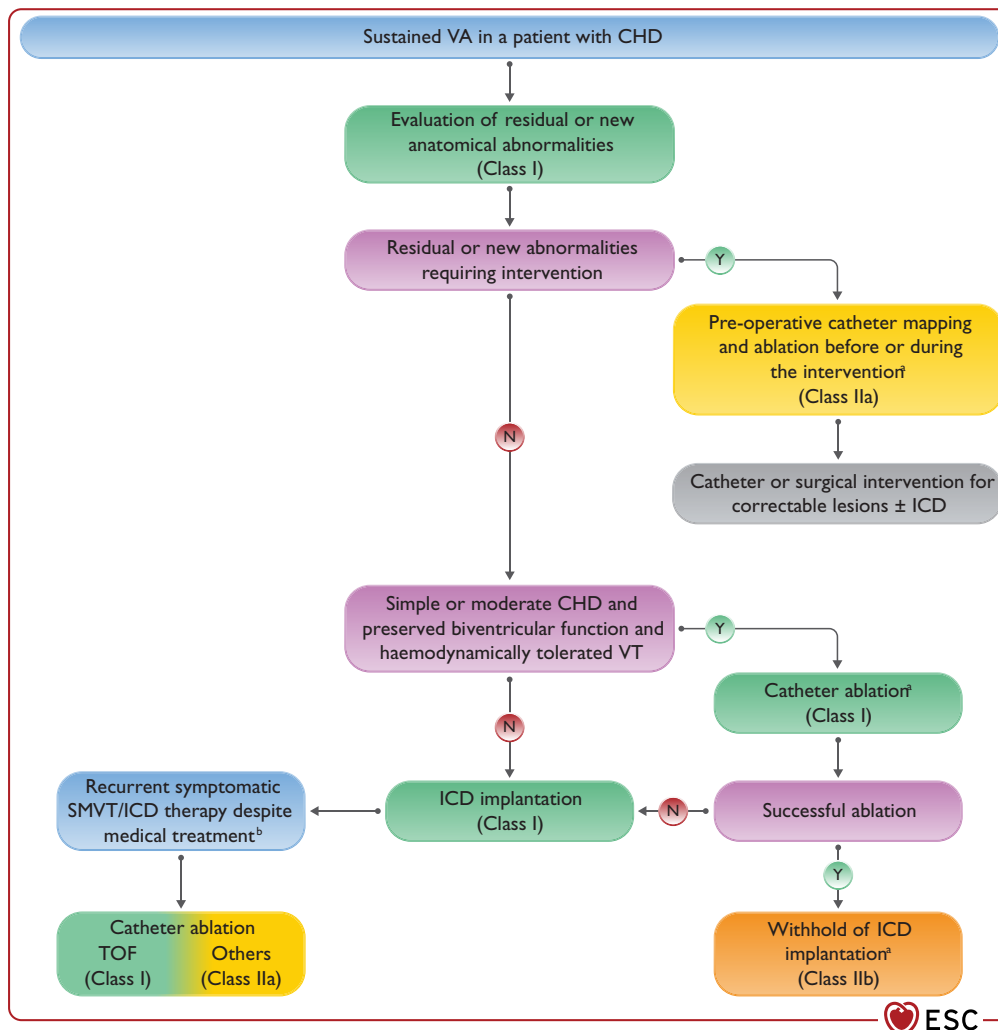 Sustained VA in a patient with CHD
Evaluation of residual or new
anatomical abnormalities
(Class I)
Residual or new abnormalities
requiring intervention
Y
Pre-operative catheter mapping
and ablation before or during
the interventionª
(Class IIa)
N
Catheter or surgical intervention for
correctable lesions ± ICD
Simple or moderate CHD and
preserved biventricular function and
haemodynamically tolerated VT
Y
Catheter ablationª
(Class I)
N
Recurrent symptomatic
SMVT/ICD therapy despite
medical treatmentᵇ
ICD implantation
(Class I)
N
Successful ablation
Y
Catheter ablation
TOF Others
(Class I) (Class IIa)
Withhold of ICD
implantationª
(Class IIb)
ESC